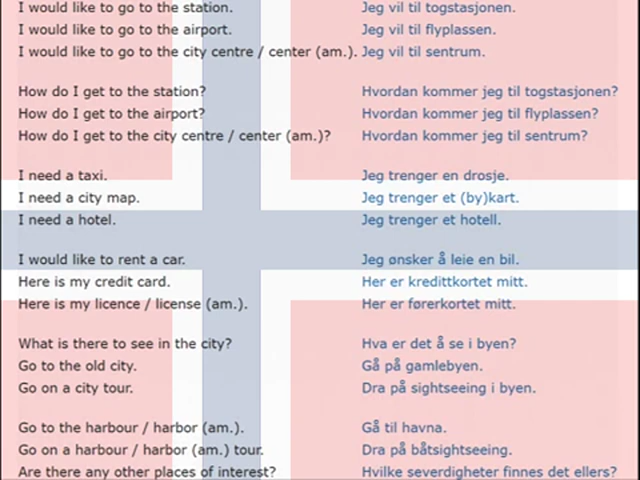 I would like to go to the station. Jeg vil til togstasjonen.
I would like to go to the airport. Jeg vil til flyplassen.
I would like to go to the city centre / center (am.). Jeg vil til sentrum.
How do I get to the station? Hvordan kommer jeg til togstasjonen?
How do I get to the airport? Hvordan kommer jeg til flyplassen?
How do I get to the city centre / center (am.)? Hvordan kommer jeg til sentrum?
I need a taxi. Jeg trenger en drosje.
I need a city map. Jeg trenger et (by)kart.
I need a hotel. Jeg trenger et hotell.
I would like to rent a car. Jeg ønsker å leie en bil.
Here is my credit card. Her er kredittkortet mitt.
Here is my licence / license (am.). Her er førerkortet mitt.
What is there to see in the city? Hva er det å se i byen?
Go to the old city. Gå på gamlebyen.
Go on a city tour. Dra på sightseeing i byen.
Go to the harbour / harbor (am.). Gå til havna.
Go on a harbour / harbor (am.) tour. Dra på båtsightseeing.
Are there any other places of interest? Hvilke severdigheter finnes det ellers?